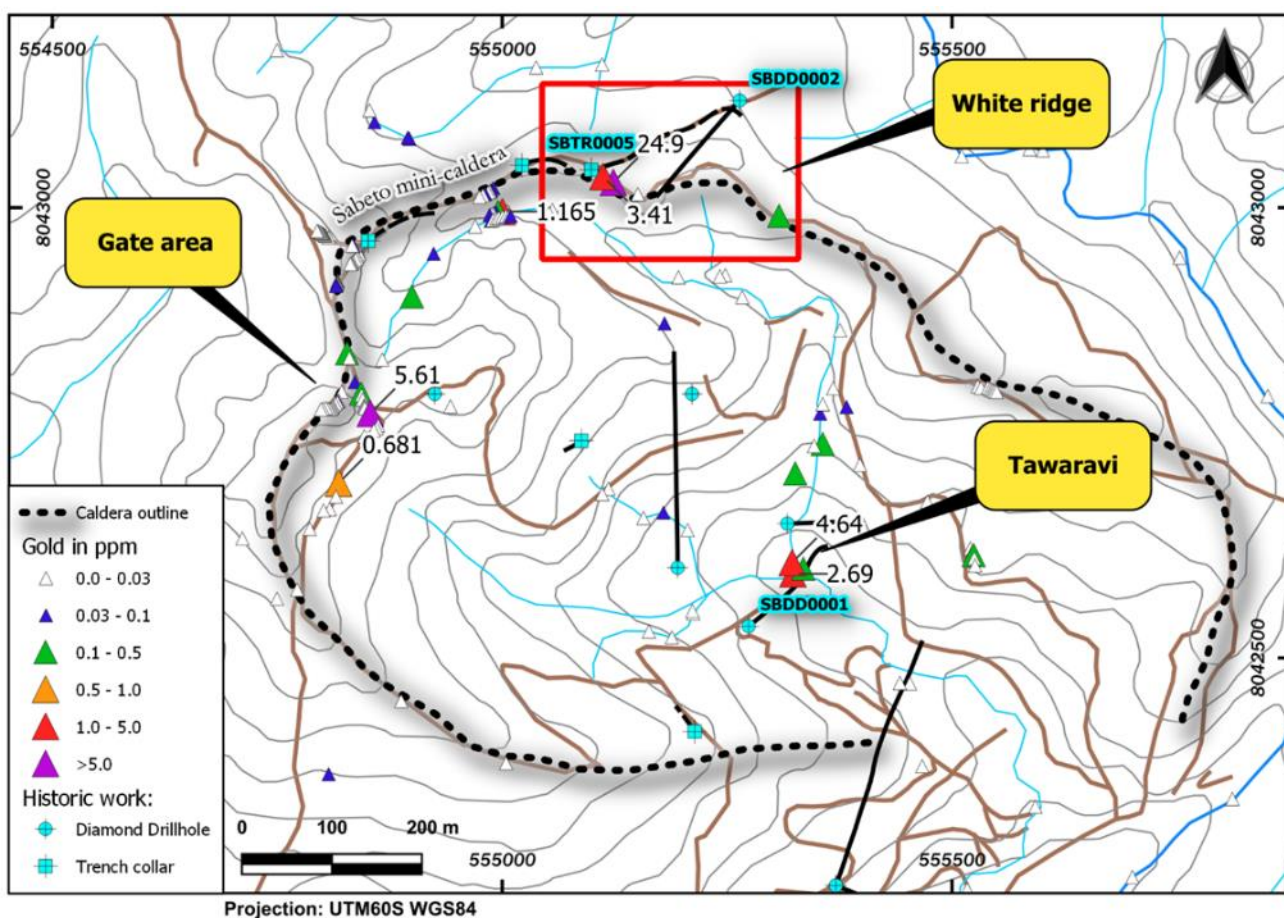 554500
555000
555500
SBDD0002
White ridge
SBTR0005
24.9
Sabeto mini-caldera
8043000
8043000
1.165
3.41
Gate area
5.61
0.681
Tawaravi
4.64
2.69
SBDD0001
8042500
Caldera outline
Gold in ppm
0.0 - 0.03
0.03 - 0.1
0.1 - 0.5
0.5 - 1.0
1.0 - 5.0
>5.0
Historic work:
Diamond Drillhole
Trench collar
0 100 200 m
555000
555500
Projection: UTM60S WGS84